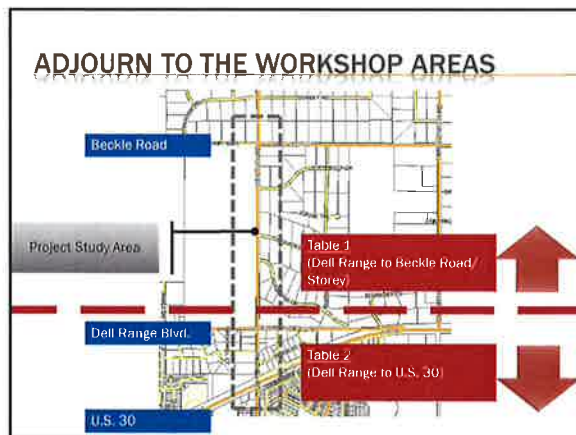 ADJOURN TO THE WORKSHOP AREAS
Beckle Road
Project Study Area
Table 1
(Dell Range to Beckle Road/
Storey)
Dell Range Blvd.
Table 2
(Dell Range to U.S. 30)
U.S. 30